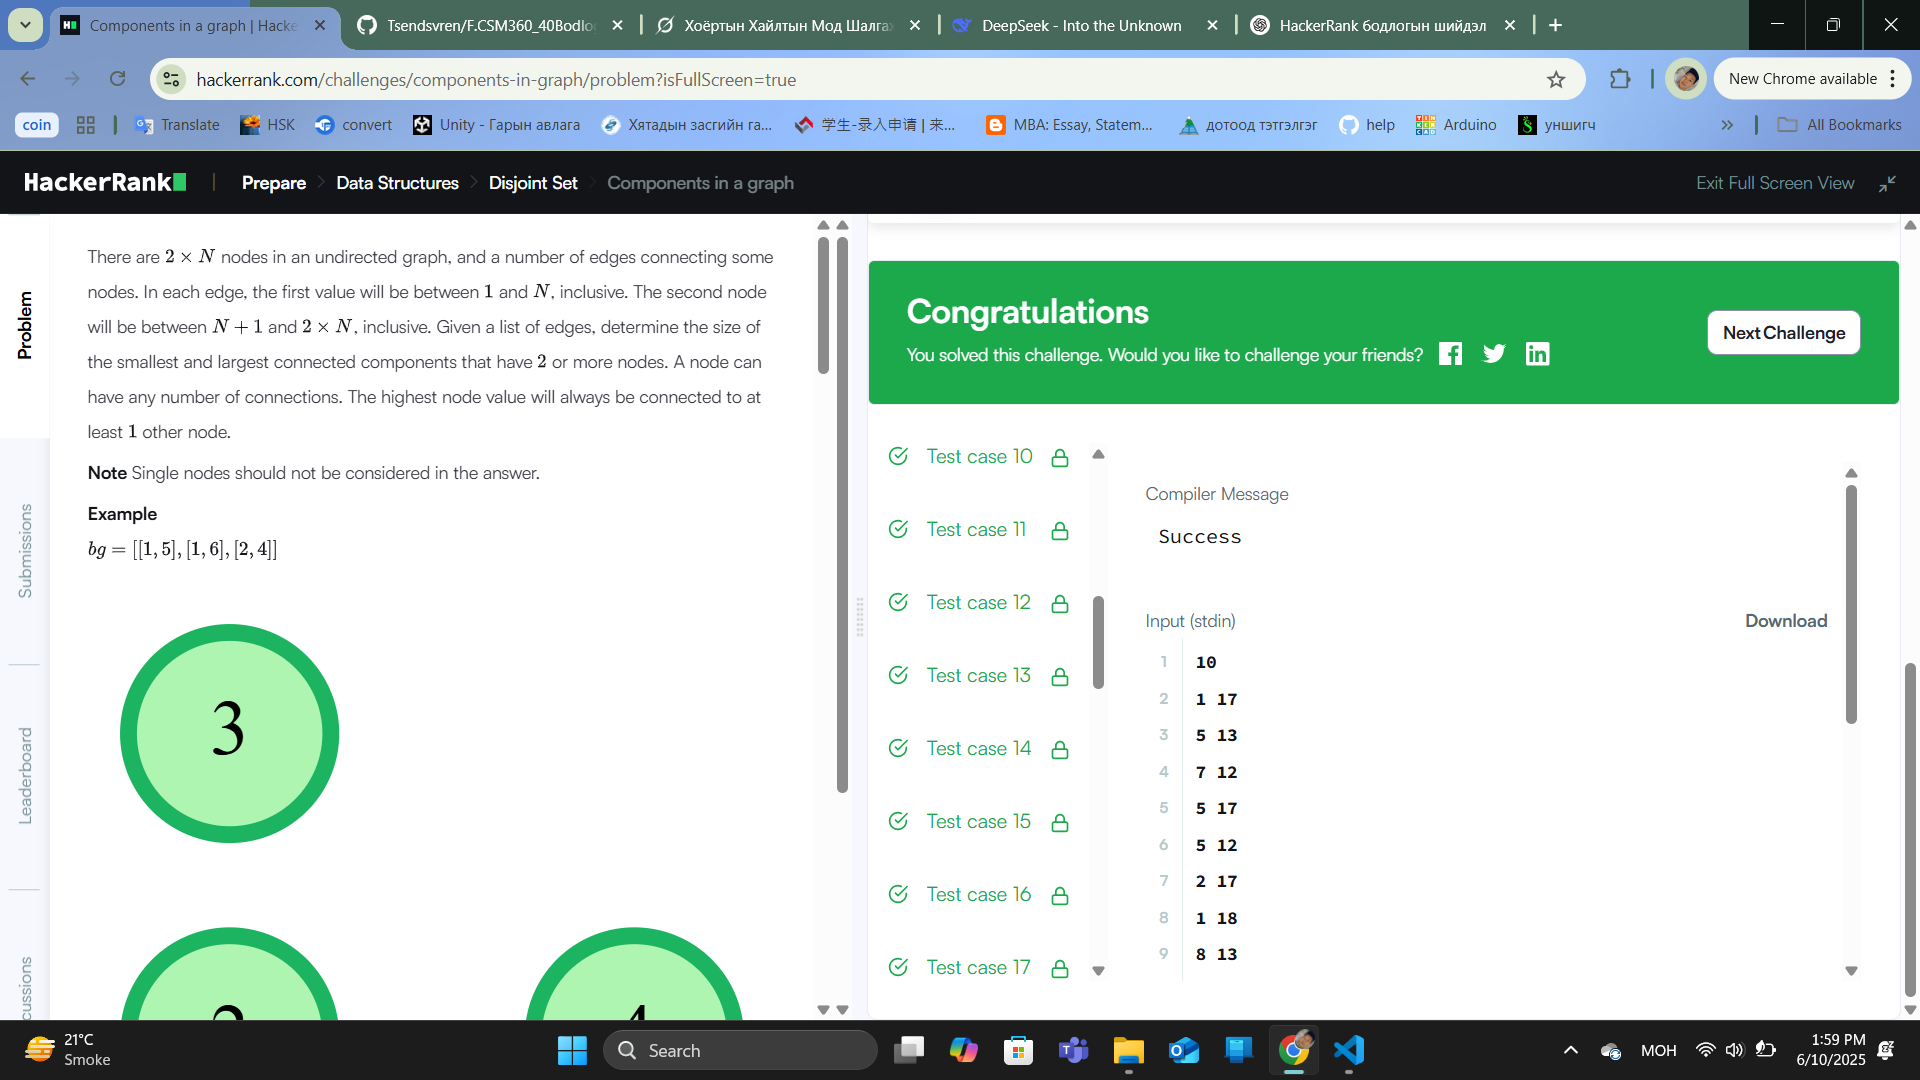 Components in a graph | Hacke
Tsendsvren/F.CSM360_40Bodlo
Хоёртын Хайлтын Мод Шалга
DeepSeek - Into the Unknown
HackerRank бодлогын шийдэл
hackerrank.com/challenges/components-in-graph/problem?isFullScreen=true
New Chrome available
coin
Translate
HSK
convert
Unity - Гарын авлага
Хятадын засгийн га...
学生-录入申请 | 来...
MBA: Essay, Statem...
дотоод тэтгэлгэг
help
Arduino
уншигч
All Bookmarks
HackerRank
Prepare
Data Structures
Disjoint Set
Components in a graph
Exit Full Screen View
Problem
Submissions
Leaderboard
cussions
There are 2 × N nodes in an undirected graph, and a number of edges connecting some
nodes. In each edge, the first value will be between 1 and N, inclusive. The second node
will be between N + 1 and 2 × N, inclusive. Given a list of edges, determine the size of
the smallest and largest connected components that have 2 or more nodes. A node can
have any number of connections. The highest node value will always be connected to at
least 1 other node.
Note Single nodes should not be considered in the answer.
Example
bg = [[1, 5], [1, 6], [2, 4]]
3
2
4
Congratulations
You solved this challenge. Would you like to challenge your friends?
Next Challenge
Test case 10
Test case 11
Test case 12
Test case 13
Test case 14
Test case 15
Test case 16
Test case 17
Compiler Message
Success
Input (stdin)
Download
1 10
2 1 17
3 5 13
4 7 12
5 5 17
6 5 12
7 2 17
8 1 18
9 8 13
21°C
Smoke
Search
МОН
1:59 PM
6/10/2025